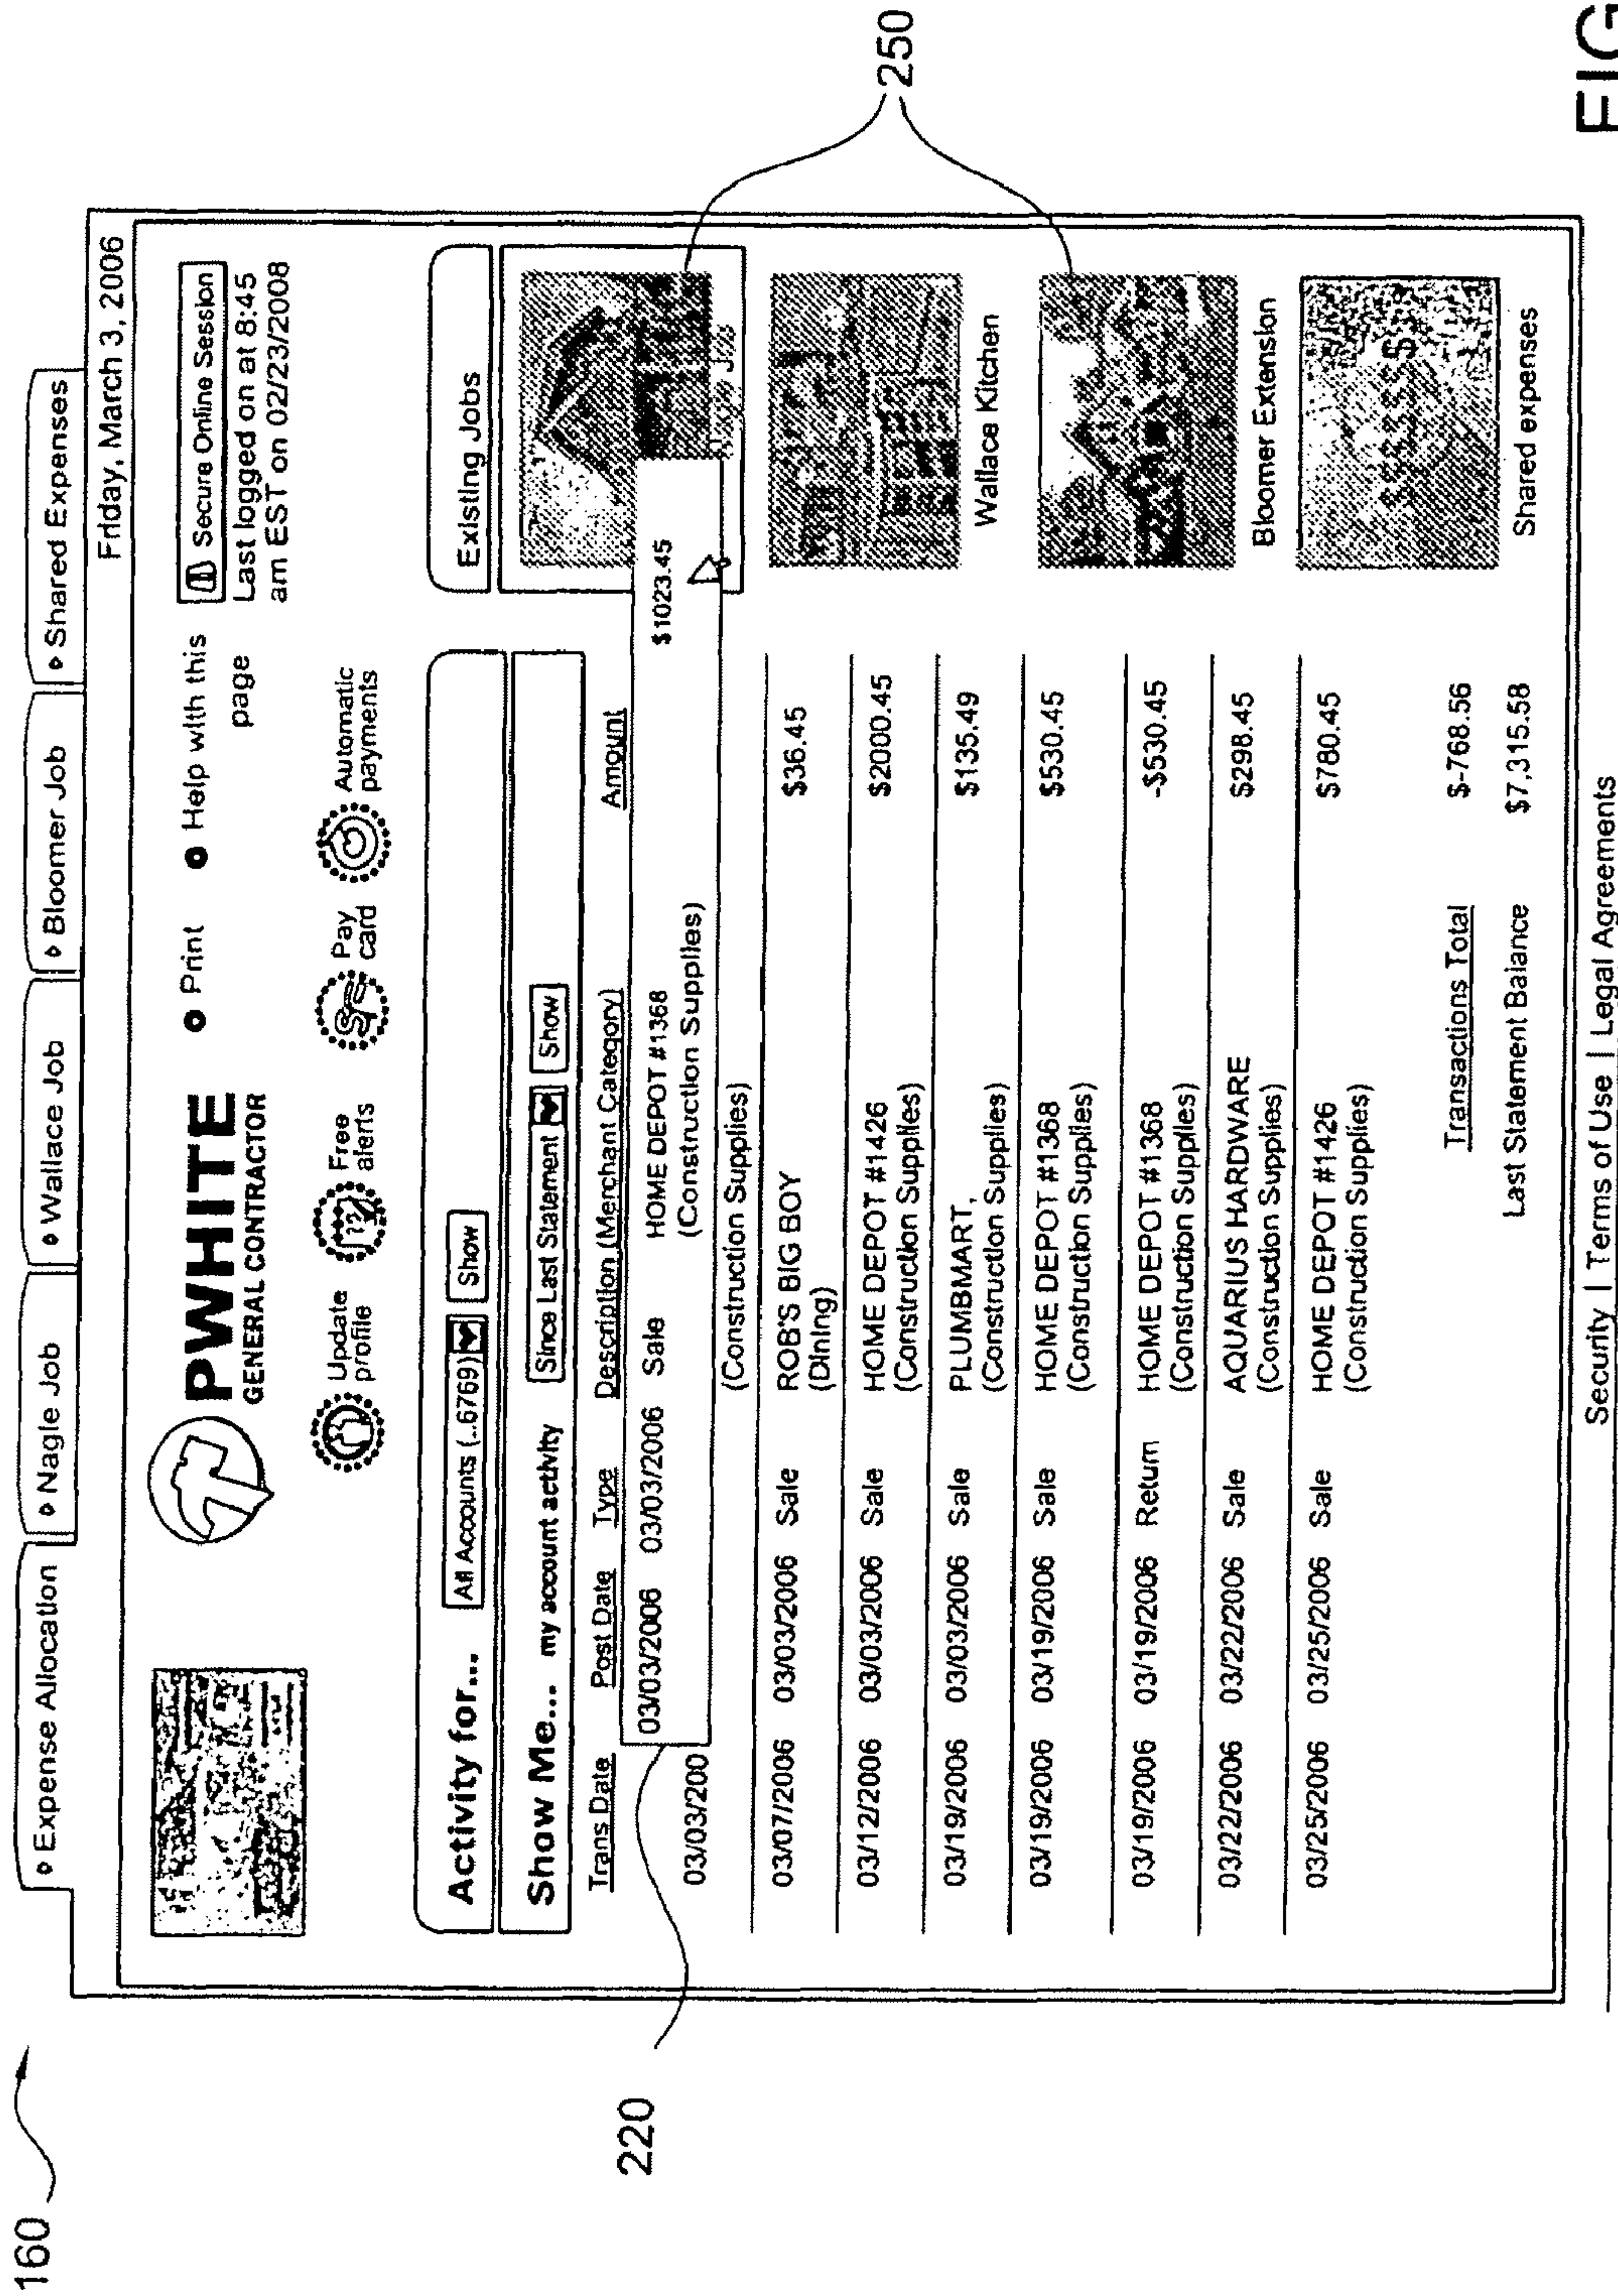 160
Expense Allocation
Nagle Job
Wallace Job
Bloomer Job
Shared Expenses
Friday, March 3, 2006
PWHITE
GENERAL CONTRACTOR
Print
Help with this
page
Secure Online Session
Last logged on at 8:45
am EST on 02/23/2008
Update
profile
Free
alerts
Pay
card
Automatic
payments
Activity for... All Accounts (..6769) Show
Show Me... my account activity Since Last Statement Show
Existing Jobs
Trans Date Post Date Type Description (Merchant Category) Amount
220
03/03/2006 03/03/2006 Sale HOME DEPOT #1368 $1023.45
(Construction Supplies)
03/03/200
(Construction Supplies)
03/07/2006 03/03/2006 Sale ROB'S BIG BOY $36.45
(Dining)
03/12/2006 03/03/2006 Sale HOME DEPOT #1426 $2000.45
(Construction Supplies)
03/19/2006 03/03/2006 Sale PLUMBMART, $135.49
(Construction Supplies)
03/19/2006 03/19/2006 Sale HOME DEPOT #1368 $530.45
(Construction Supplies)
03/19/2006 03/19/2006 Return HOME DEPOT #1368 -$530.45
(Construction Supplies)
03/22/2006 03/22/2006 Sale AQUARIUS HARDWARE $298.45
(Construction Supplies)
03/25/2006 03/25/2006 Sale HOME DEPOT #1426 $780.45
(Construction Supplies)
Transactions Total $-768.56
Last Statement Balance $7,315.58
Wallace Kitchen
Bloomer Extension
Shared expenses
250
Security | Terms of Use | Legal Agreements
FIG